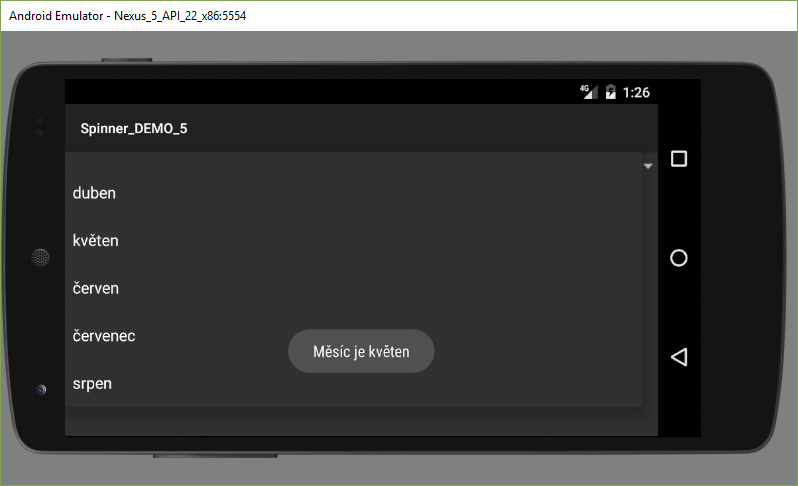 Android Emulator - Nexus_5_API_22_x86:5554
4G 1:26
Spinner_DEMO_5
duben
květen
červen
červenec
Měsíc je květen
srpen